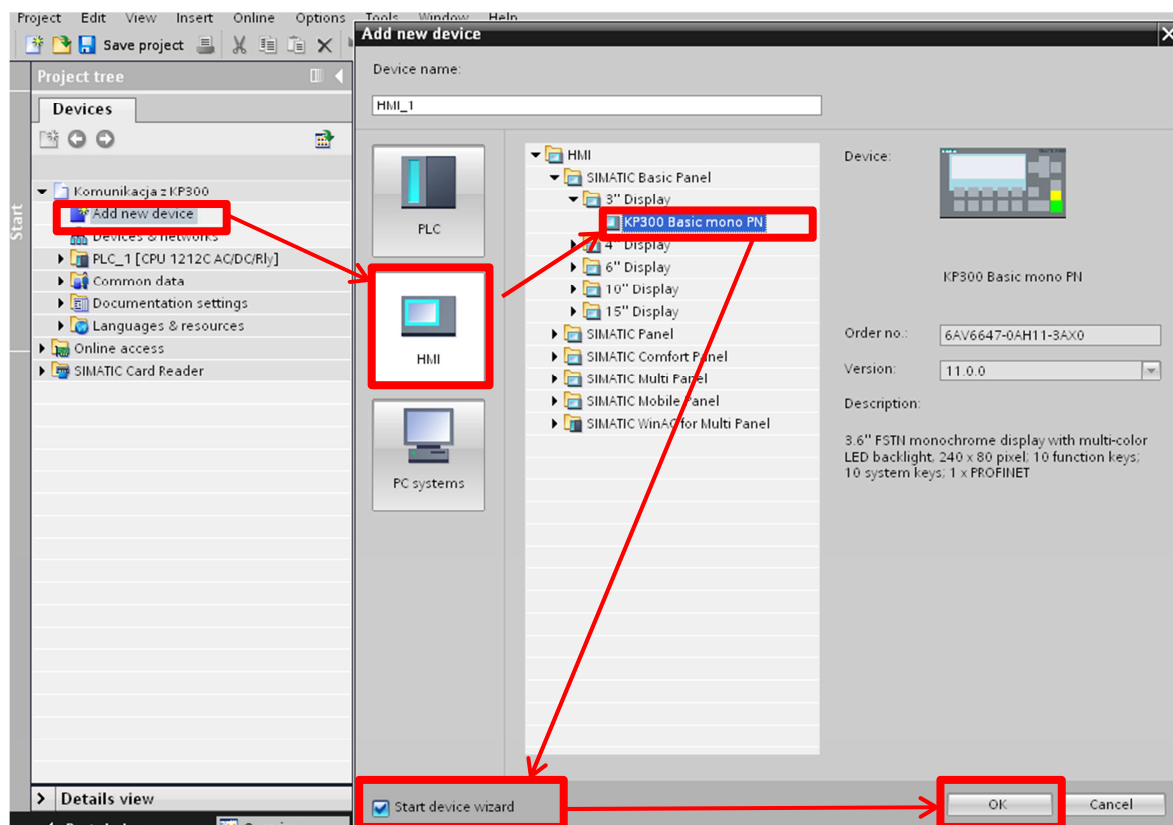 Project Edit View Insert Online Options Tools Window Help
Save project
Add new device
Project tree
Device name:
Devices
HMI_1
Start
Komunikacja z KP300
Add new device
Devices & networks
PLC_1 [CPU 1212C AC/DC/Rly]
Common data
Documentation settings
Languages & resources
Online access
SIMATIC Card Reader
Details view
PLC
HMI
PC systems
HMI
SIMATIC Basic Panel
3'' Display
KP300 Basic mono PN
4'' Display
6'' Display
10'' Display
15'' Display
SIMATIC Panel
SIMATIC Comfort Panel
SIMATIC Multi Panel
SIMATIC Mobile Panel
SIMATIC WinAC for Multi Panel
Device:
KP300 Basic mono PN
Order no.: 6AV6647-0AH11-3AX0
Version: 11.0.0
Description:
3.6'' FSTN monochrome display with multi-color
LED backlight, 240 x 80 pixel; 10 function keys;
10 system keys; 1 x PROFINET
Start device wizard
OK Cancel